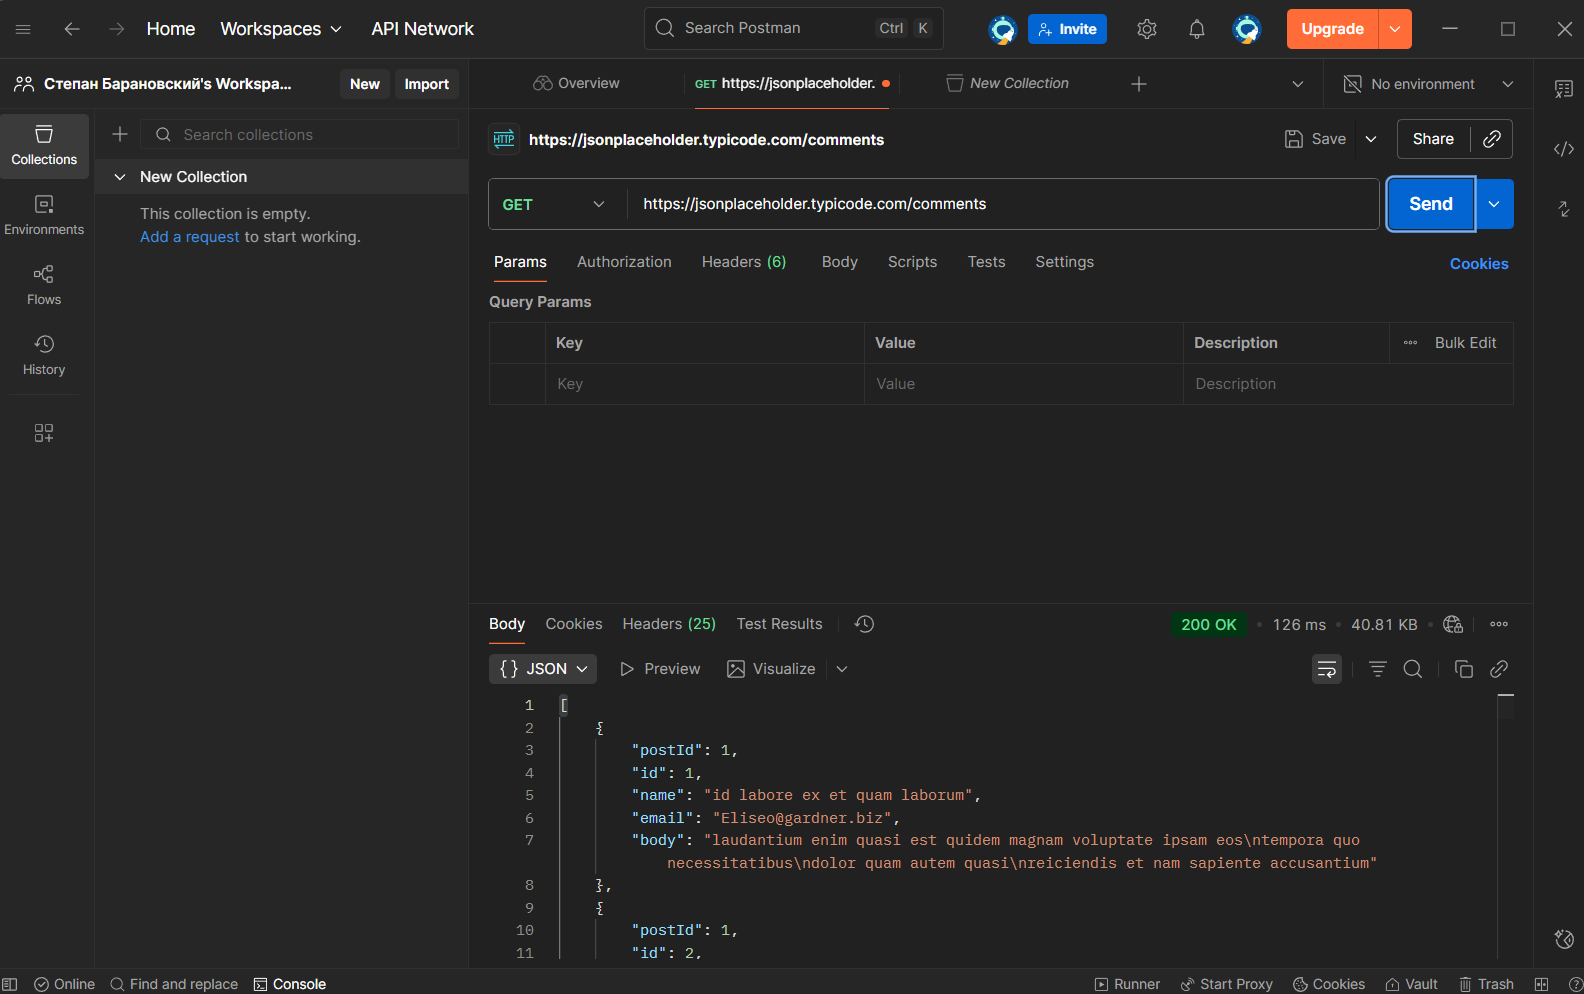 Home Workspaces API Network Search Postman Ctrl K Invite Upgrade
Степан Барановский's Workspa... New Import Overview GET https://jsonplaceholder. New Collection No environment
Collections
Search collections
HTTP https://jsonplaceholder.typicode.com/comments Save Share
New Collection
This collection is empty.
Add a request to start working.
Environments
Flows
History
GET https://jsonplaceholder.typicode.com/comments Send
Params Authorization Headers (6) Body Scripts Tests Settings Cookies
Query Params
Key Value Description Bulk Edit
Key Value Description
Body Cookies Headers (25) Test Results 200 OK • 126 ms • 40.81 KB •
{} JSON Preview Visualize
1 [
2 {
3 "postId": 1,
4 "id": 1,
5 "name": "id labore ex et quam laborum",
6 "email": "Eliseo@gardner.biz",
7 "body": "laudantium enim quasi est quidem magnam voluptate ipsam eos\ntempora quo
necessitatibus\ndolor quam autem quasi\nreiciendis et nam sapiente accusantium"
8 },
9 {
10 "postId": 1,
11 "id": 2,
Online Find and replace Console Runner Start Proxy Cookies Vault Trash